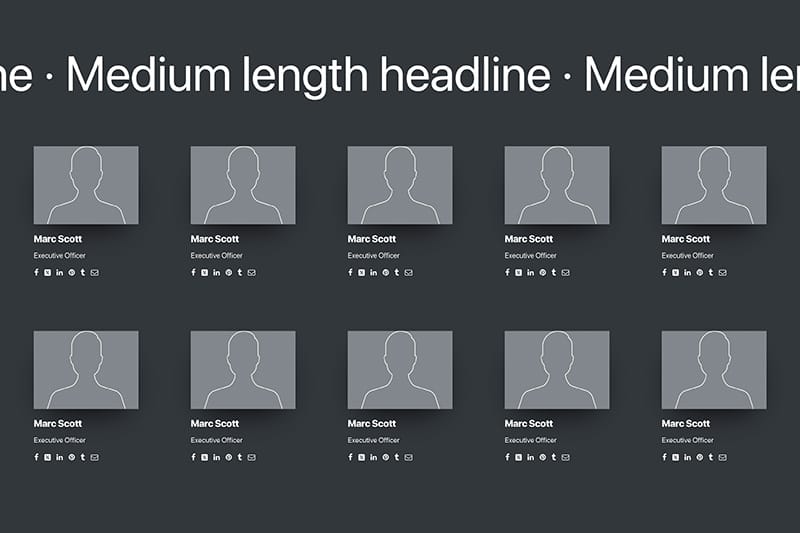 ne · Medium length headline · Medium ler
Marc Scott Marc Scott Marc Scott Marc Scott Marc Scott
Executive Officer Executive Officer Executive Officer Executive Officer Executive Officer
Marc Scott Marc Scott Marc Scott Marc Scott Marc Scott
Executive Officer Executive Officer Executive Officer Executive Officer Executive Officer